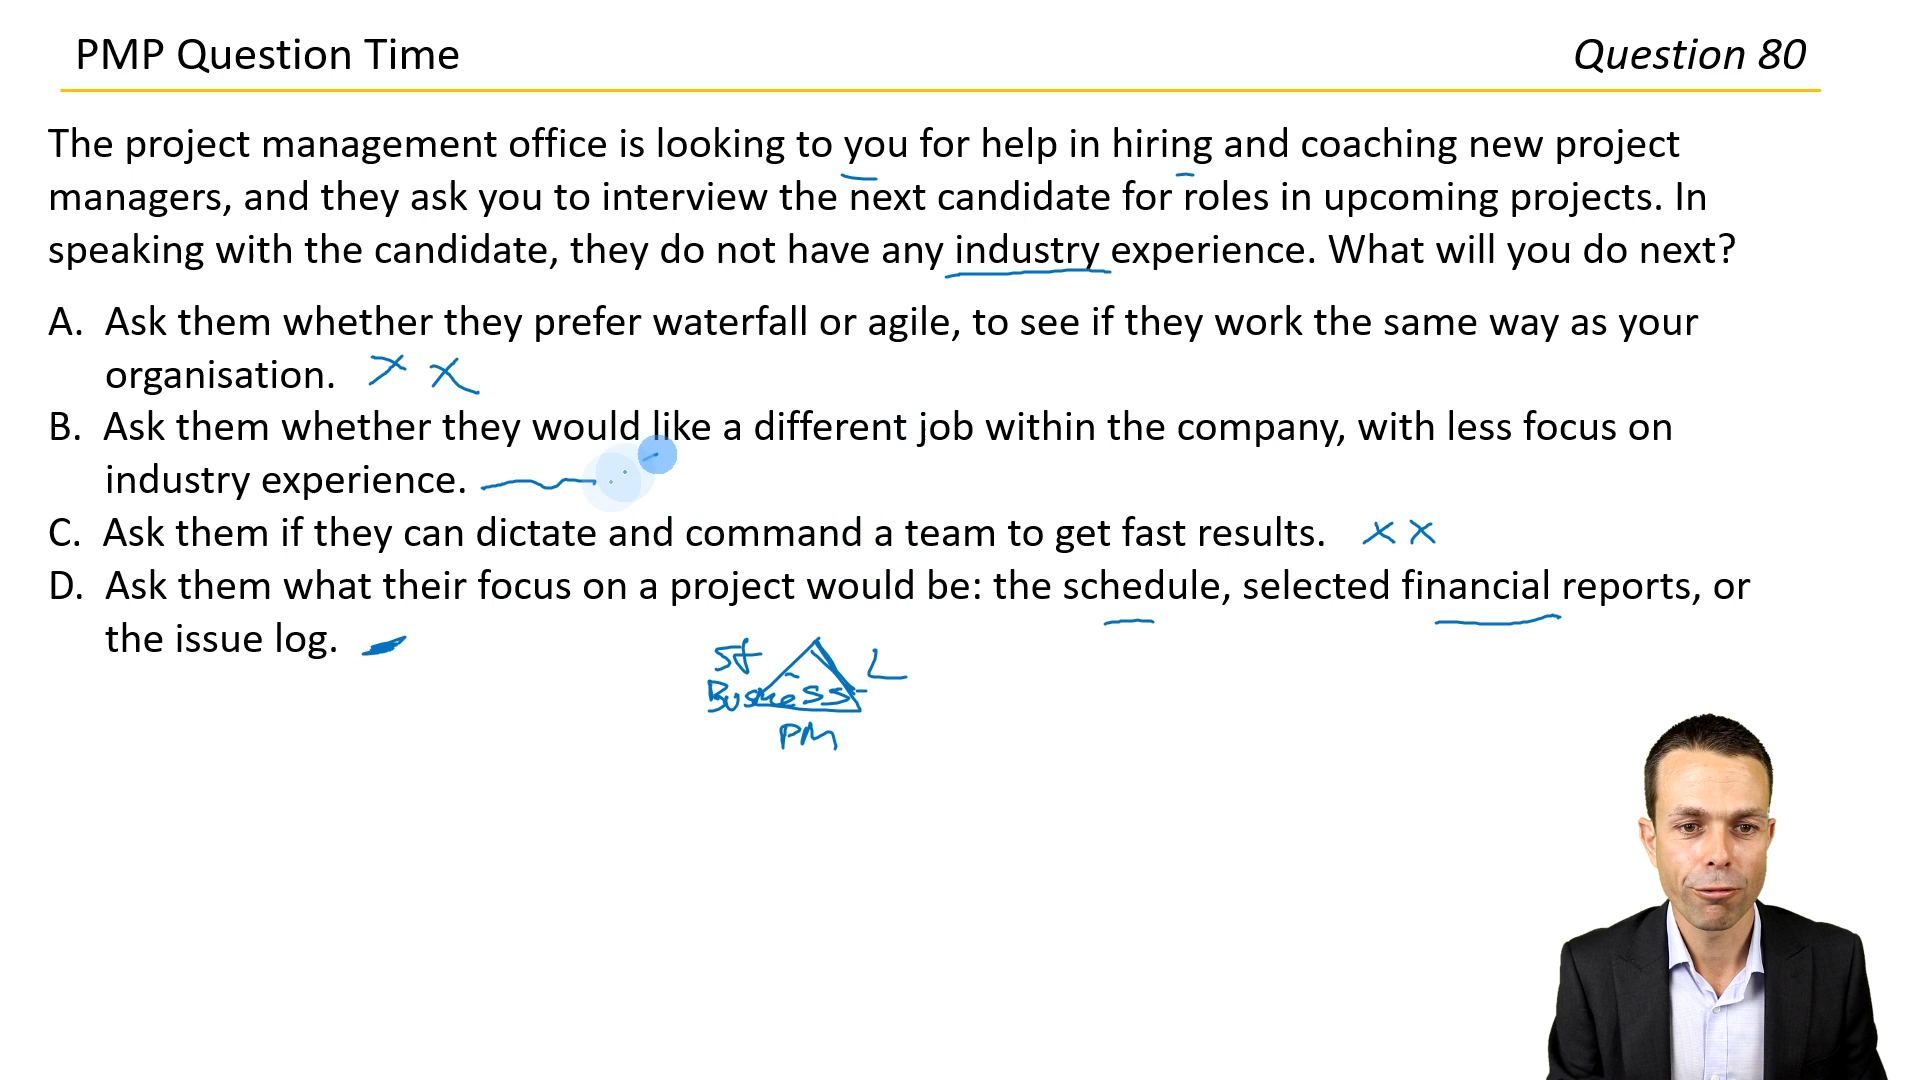 PMP Question Time
Question 80
The project management office is looking to you for help in hiring and coaching new project
managers, and they ask you to interview the next candidate for roles in upcoming projects. In
speaking with the candidate, they do not have any industry experience. What will you do next?
A. Ask them whether they prefer waterfall or agile, to see if they work the same way as your
organisation. x x
B. Ask them whether they would like a different job within the company, with less focus on
industry experience.
C. Ask them if they can dictate and command a team to get fast results. x x
D. Ask them what their focus on a project would be: the schedule, selected financial reports, or
the issue log.
St L
Business
PM